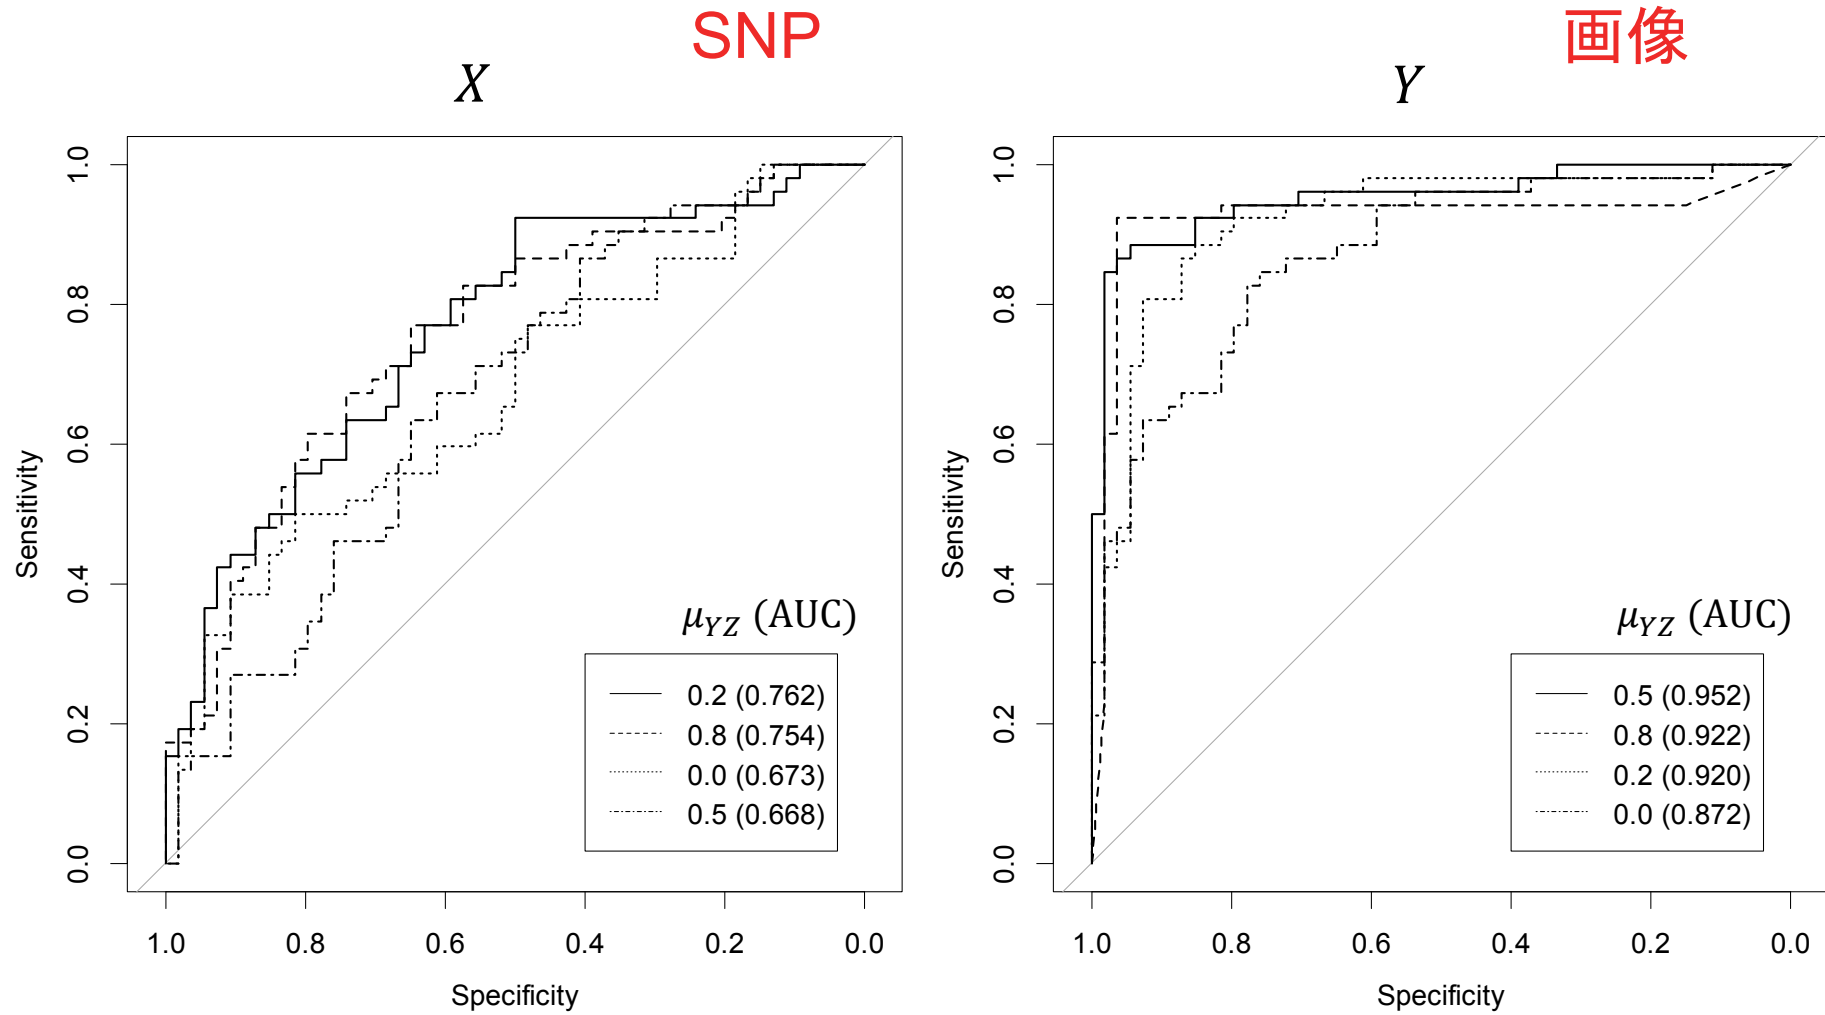 SNP
X
1.0
0.8
0.6
0.4
0.2
0.0
Sensitivity
μYZ (AUC)
0.2 (0.762)
0.8 (0.754)
0.0 (0.673)
0.5 (0.668)
1.0 0.8 0.6 0.4 0.2 0.0
Specificity
画像
Y
1.0
0.8
0.6
0.4
0.2
0.0
Sensitivity
μYZ (AUC)
0.5 (0.952)
0.8 (0.922)
0.2 (0.920)
0.0 (0.872)
1.0 0.8 0.6 0.4 0.2 0.0
Specificity